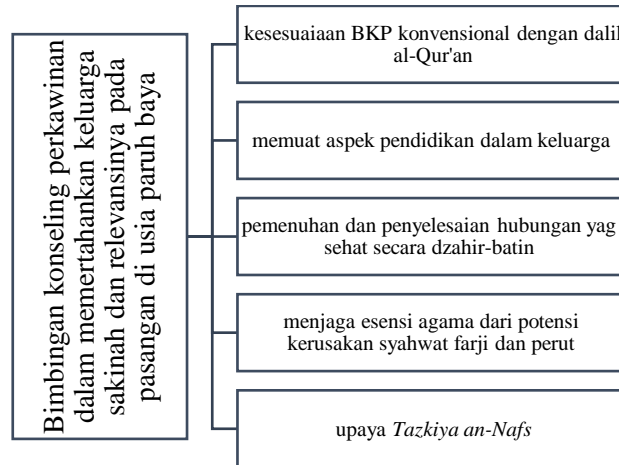 Bimbingan konseling perkawinan
dalam memertahankan keluarga
sakinah dan relevansinya pada
pasangan di usia paruh baya
kesesuaiaan BKP konvensional dengan dalil
al-Qur'an
memuat aspek pendidikan dalam keluarga
pemenuhan dan penyelesaian hubungan yag
sehat secara dzahir-batin
menjaga esensi agama dari potensi
kerusakan syahwat farji dan perut
upaya Tazkiya an-Nafs